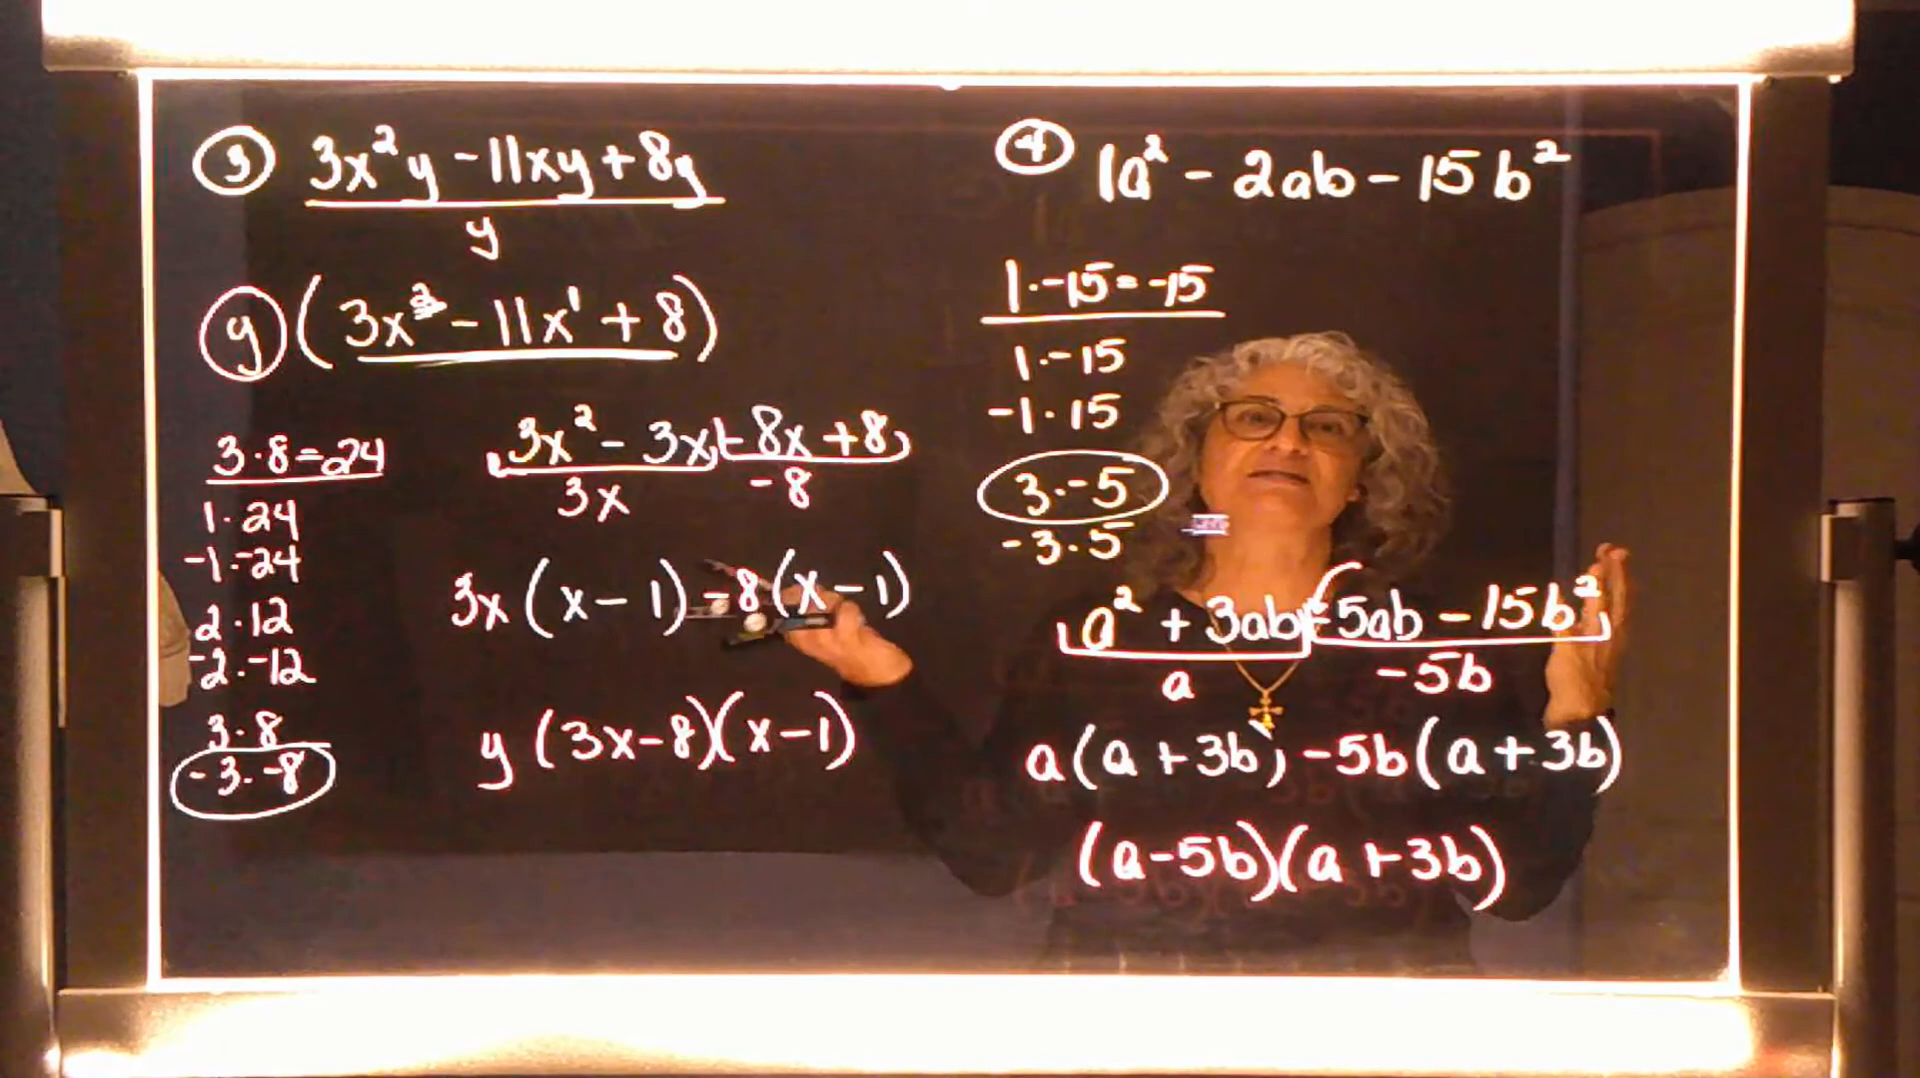 ③ 3x²y - 11xy + 8y
y
y (3x² - 11x¹ + 8)
3·8=24
1·24
-1·-24
2·12
-2·-12
3·8
-3·-8
3x² - 3x - 8x + 8
3x -8
3x(x-1) - 8(x-1)
y(3x-8)(x-1)
④ 1a² - 2ab - 15b²
1·-15=-15
1·-15
-1·15
3·-5
-3·5
a² + 3ab - 5ab - 15b²
a -5b
a(a+3b) -5b(a+3b)
(a-5b)(a+3b)